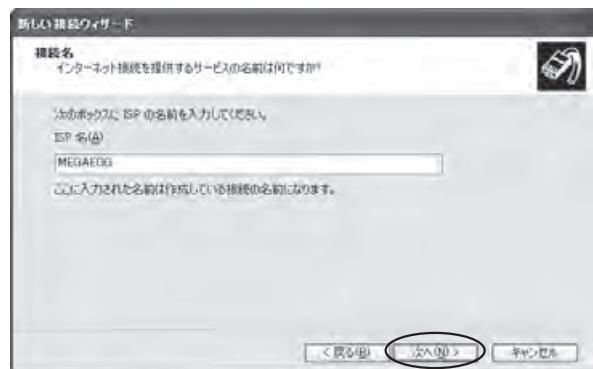 新しい接続ウィザード
接続名
インターネット接続を提供するサービスの名前は何ですか?
次のボックスに ISP の名前を入力してください。
ISP 名(A)
MEGAEGG
ここに入力された名前は作成している接続の名前になります。
< 戻る(B)
次へ(N) >
キャンセル